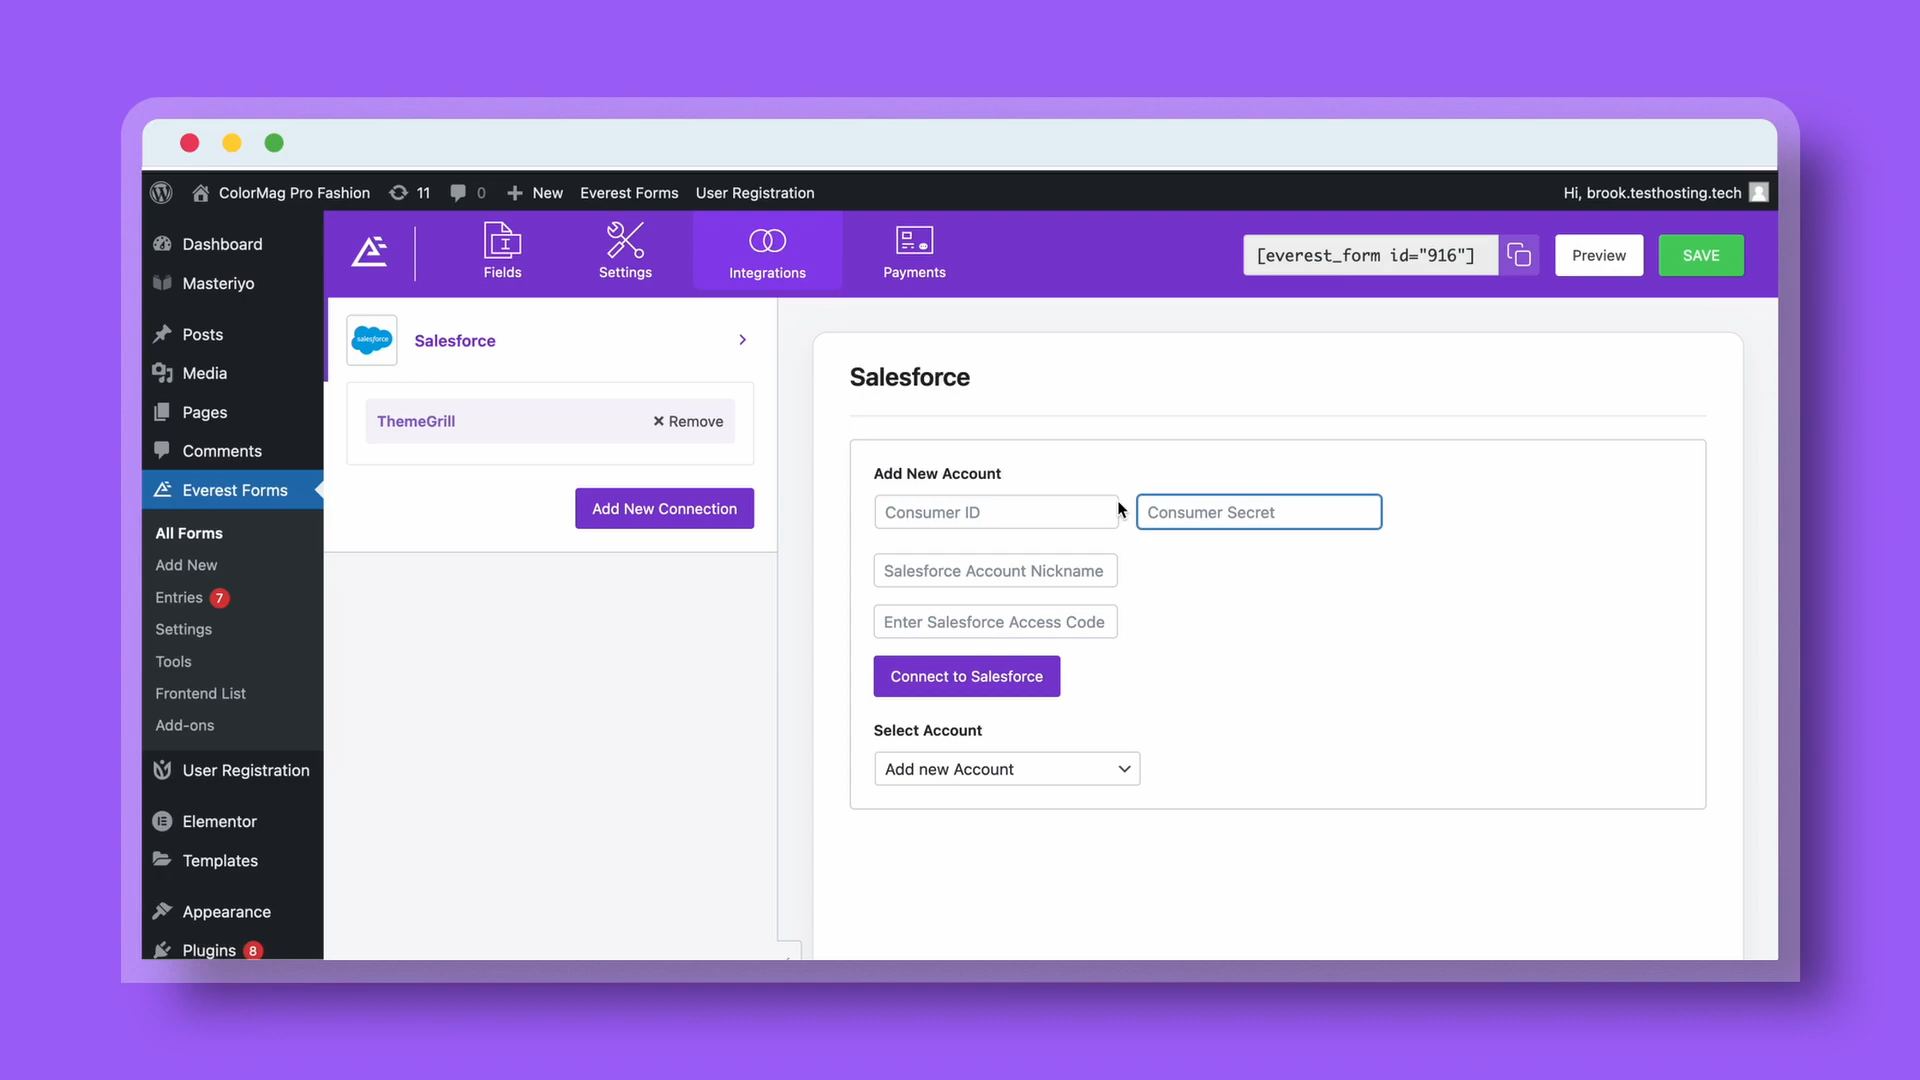 ColorMag Pro Fashion 11 0 New Everest Forms User Registration Hi, brook.testhosting.tech
Dashboard
Masteriyo
Posts
Media
Pages
Comments
Everest Forms
All Forms
Add New
Entries 7
Settings
Tools
Frontend List
Add-ons
User Registration
Elementor
Templates
Appearance
Plugins 8
Fields Settings Integrations Payments
[everest_form id="916"] Preview SAVE
salesforce Salesforce
ThemeGrill Remove
Add New Connection
Salesforce
Add New Account
Consumer ID Consumer Secret
Salesforce Account Nickname
Enter Salesforce Access Code
Connect to Salesforce
Select Account
Add new Account